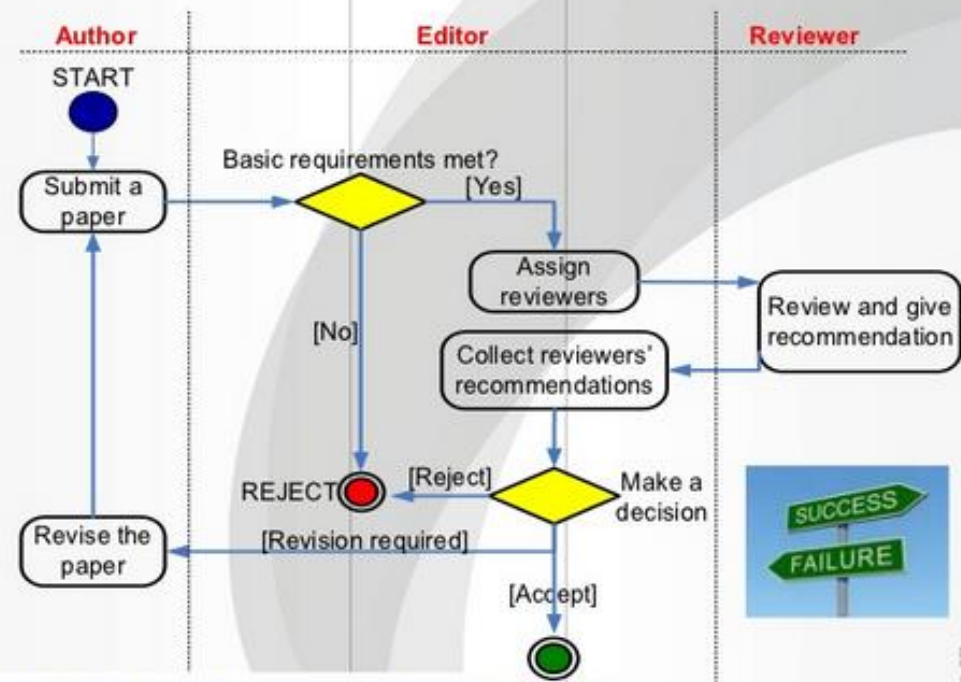 Author
Editor
Reviewer
START
Basic requirements met?
Submit a
paper
[Yes]
Assign
reviewers
Review and give
recommendation
[No]
Collect reviewers'
recommendations
REJECT
[Reject]
Make a
decision
SUCCESS
FAILURE
Revise the
paper
[Revision required]
[Accept]